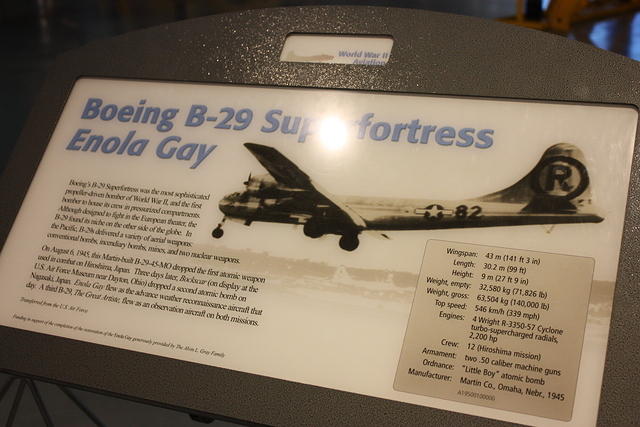 World War II
Aviation
Boeing B-29 Superfortress
Enola Gay
Boeing's B-29 Superfortress was the most sophisticated
propeller-driven bomber of World War II, and the first
bomber to house its crew in pressurized compartments.
Although designed to fight in the European theater, the
B-29 found its niche on the other side of the globe. In
the Pacific, B-29s delivered a variety of aerial weapons:
conventional bombs, incendiary bombs, mines, and two nuclear weapons.
On August 6, 1945, this Martin-built B-29-45-MO dropped the first atomic weapon
used in combat on Hiroshima, Japan. Three days later, Bockscar (on display at the
U.S. Air Force Museum near Dayton, Ohio) dropped a second atomic bomb on
Nagasaki, Japan. Enola Gay flew as the advance weather reconnaissance aircraft that
day. A third B-29, The Great Artiste, flew as an observation aircraft on both missions.
Transferred from the U.S. Air Force
Funding in support of the completion of the restoration of the Enola Gay generously provided by The Alvin L. Gray Family
R
82
Wingspan: 43 m (141 ft 3 in)
Length: 30.2 m (99 ft)
Height: 9 m (27 ft 9 in)
Weight, empty: 32,580 kg (71,826 lb)
Weight, gross: 63,504 kg (140,000 lb)
Top speed: 546 km/h (339 mph)
Engines: 4 Wright R-3350-57 Cyclone
turbo-supercharged radials,
2,200 hp
Crew: 12 (Hiroshima mission)
Armament: two .50 caliber machine guns
Ordnance: "Little Boy" atomic bomb
Manufacturer: Martin Co., Omaha, Nebr., 1945
A19500100000